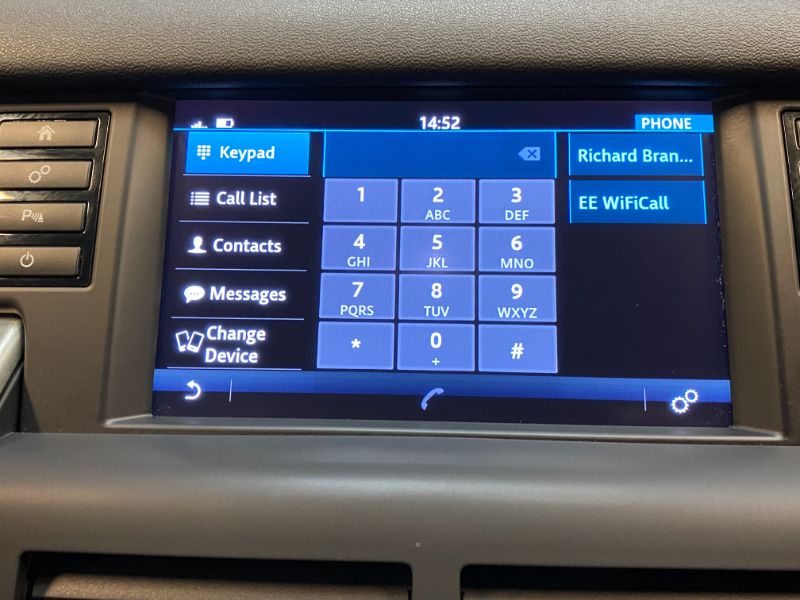 14:52
PHONE
Keypad
Call List
Contacts
Messages
Change
Device
1
2
ABC
3
DEF
4
GHI
5
JKL
6
MNO
7
PQRS
8
TUV
9
WXYZ
*
0
+
#
Richard Bran...
EE WiFiCall
P